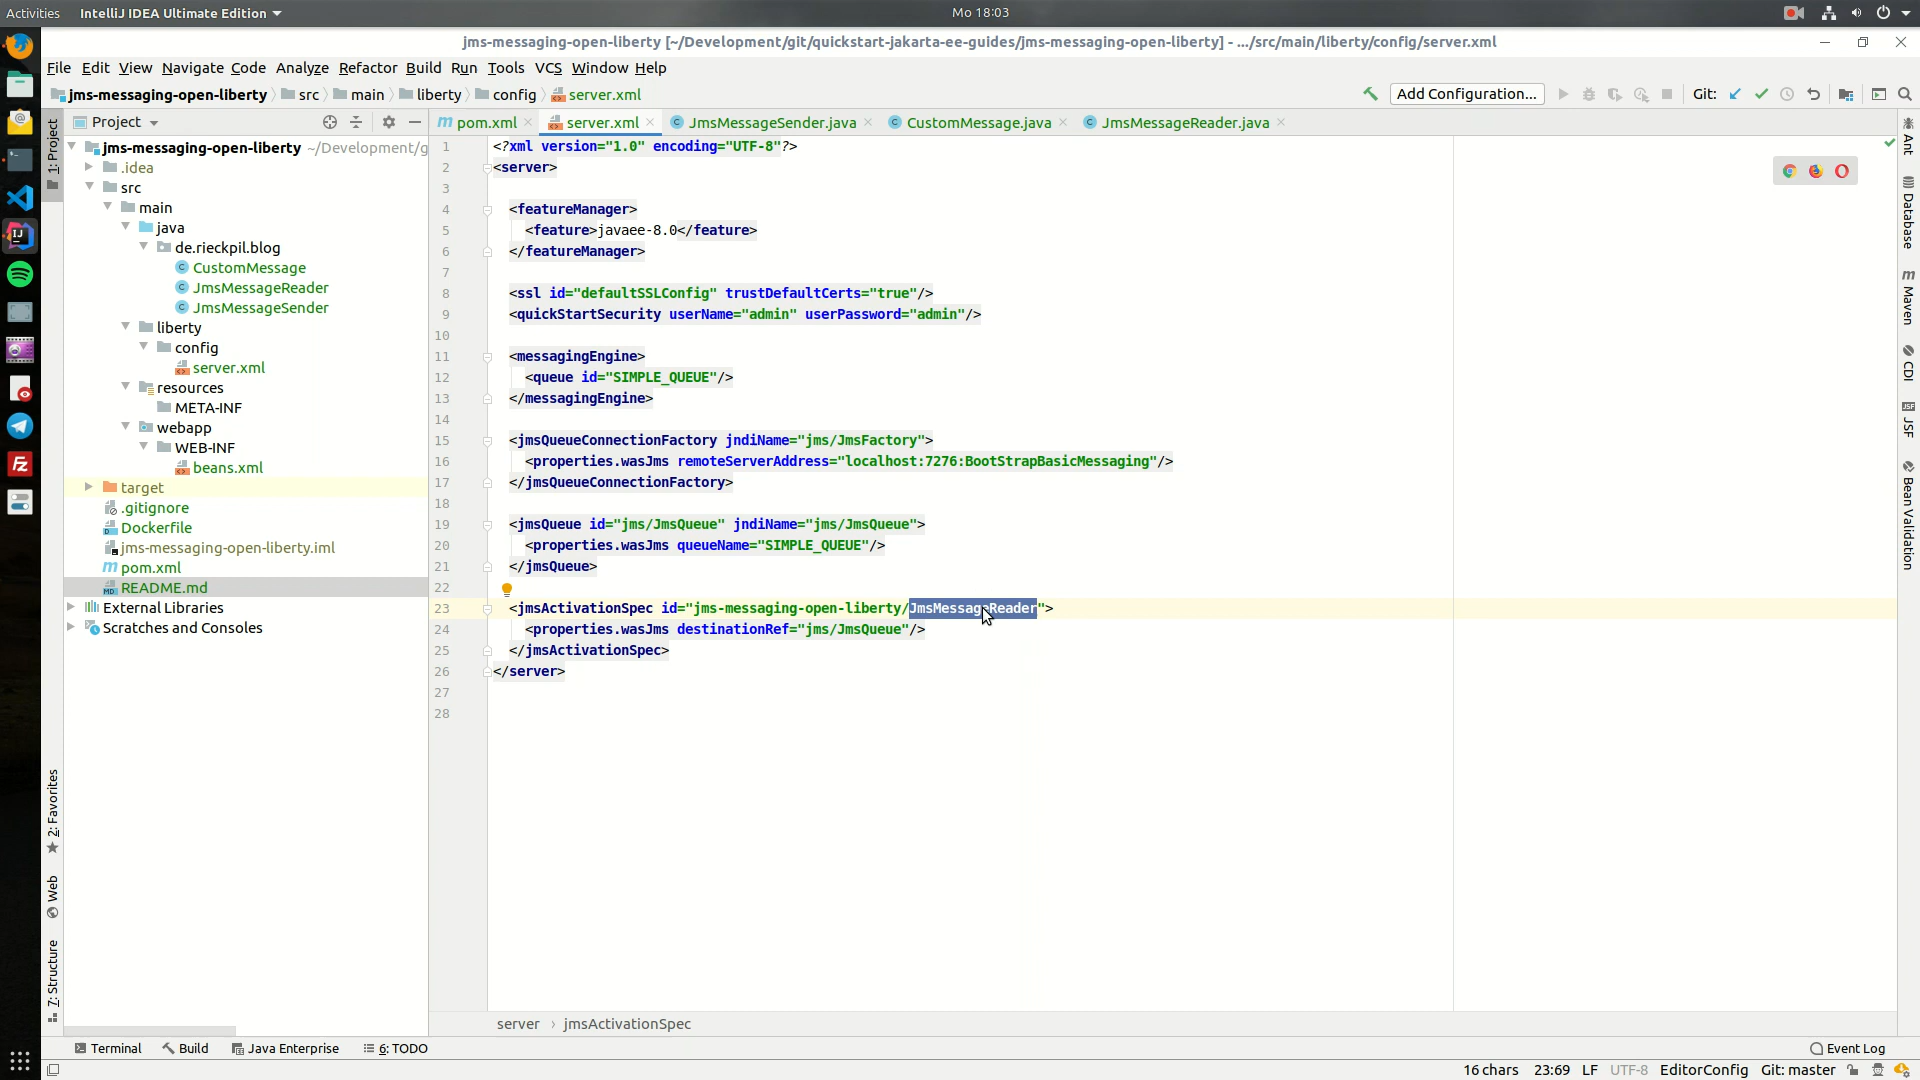 Activities
IntelliJ IDEA Ultimate Edition
Mo 18:03
jms-messaging-open-liberty [~/Development/git/quickstart-jakarta-ee-guides/jms-messaging-open-liberty] - .../src/main/liberty/config/server.xml
File Edit View Navigate Code Analyze Refactor Build Run Tools VCS Window Help
jms-messaging-open-liberty src main liberty config server.xml
Add Configuration...
Git:
1: Project
2: Favorites
Web
7: Structure
Project
jms-messaging-open-liberty ~/Development/g
.idea
src
main
java
de.rieckpil.blog
CustomMessage
JmsMessageReader
JmsMessageSender
liberty
config
server.xml
resources
META-INF
webapp
WEB-INF
beans.xml
target
.gitignore
Dockerfile
jms-messaging-open-liberty.iml
pom.xml
README.md
External Libraries
Scratches and Consoles
pom.xml server.xml JmsMessageSender.java CustomMessage.java JmsMessageReader.java
1 <?xml version="1.0" encoding="UTF-8"?>
2 <server>
3
4 <featureManager>
5 <feature>javaee-8.0</feature>
6 </featureManager>
7
8 <ssl id="defaultSSLConfig" trustDefaultCerts="true"/>
9 <quickStartSecurity userName="admin" userPassword="admin"/>
10
11 <messagingEngine>
12 <queue id="SIMPLE_QUEUE"/>
13 </messagingEngine>
14
15 <jmsQueueConnectionFactory jndiName="jms/JmsFactory">
16 <properties.wasJms remoteServerAddress="localhost:7276:BootStrapBasicMessaging"/>
17 </jmsQueueConnectionFactory>
18
19 <jmsQueue id="jms/JmsQueue" jndiName="jms/JmsQueue">
20 <properties.wasJms queueName="SIMPLE_QUEUE"/>
21 </jmsQueue>
22
23 <jmsActivationSpec id="jms-messaging-open-liberty/JmsMessageReader">
24 <properties.wasJms destinationRef="jms/JmsQueue"/>
25 </jmsActivationSpec>
26 </server>
27
28
server › jmsActivationSpec
Ant
Database
Maven
CDI
JSF
Bean Validation
Terminal Build Java Enterprise 6: TODO
Event Log
16 chars 23:69 LF UTF-8 EditorConfig Git: master